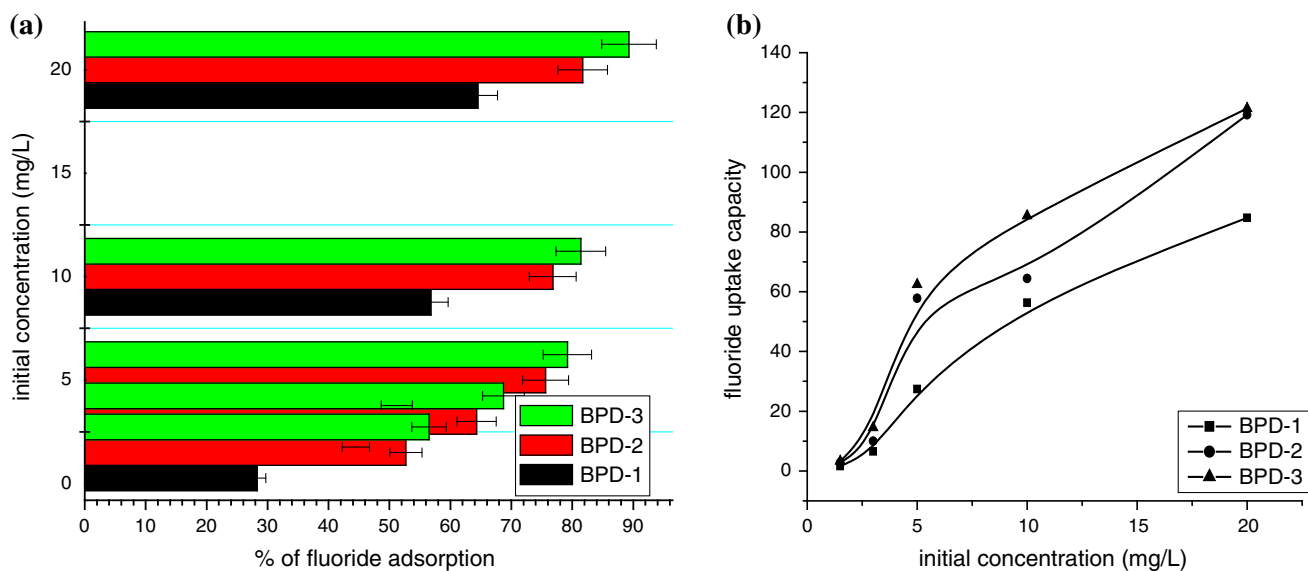 (a)
initial concentration (mg/L)
20
15
10
5
0
BPD-3
BPD-2
BPD-1
0 10 20 30 40 50 60 70 80 90
% of fluoride adsorption
(b)
fluoride uptake capacity
140
120
100
80
60
40
20
0
BPD-1
BPD-2
BPD-3
0 5 10 15 20
initial concentration (mg/L)